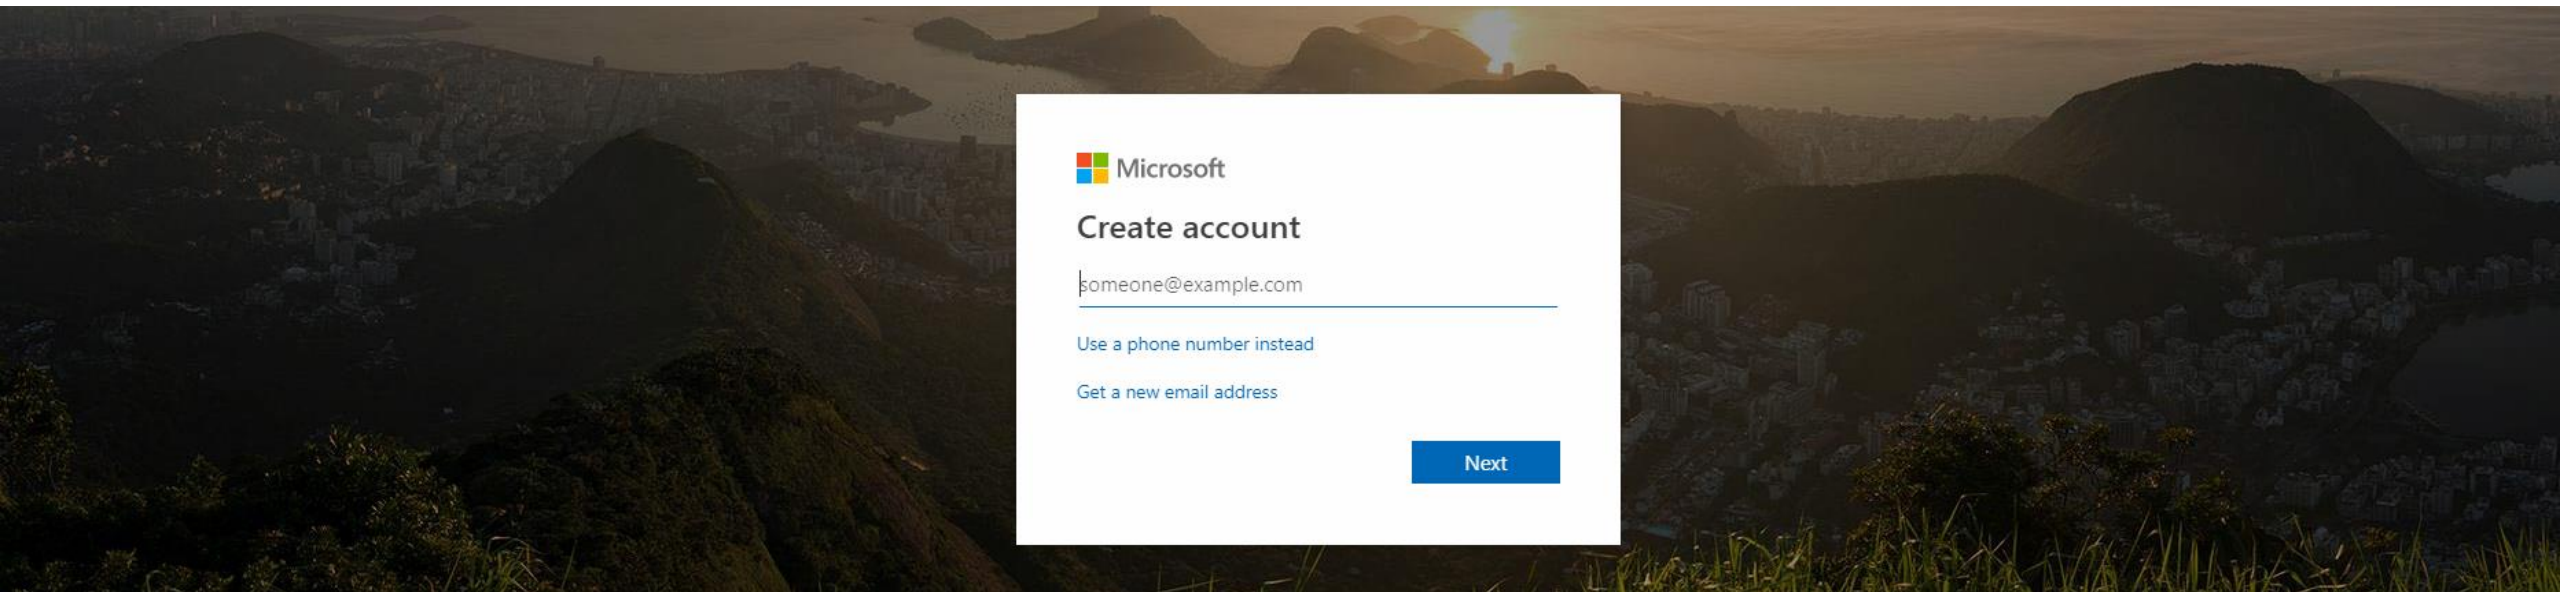 Microsoft
Create account
someone@example.com
Use a phone number instead
Get a new email address
Next